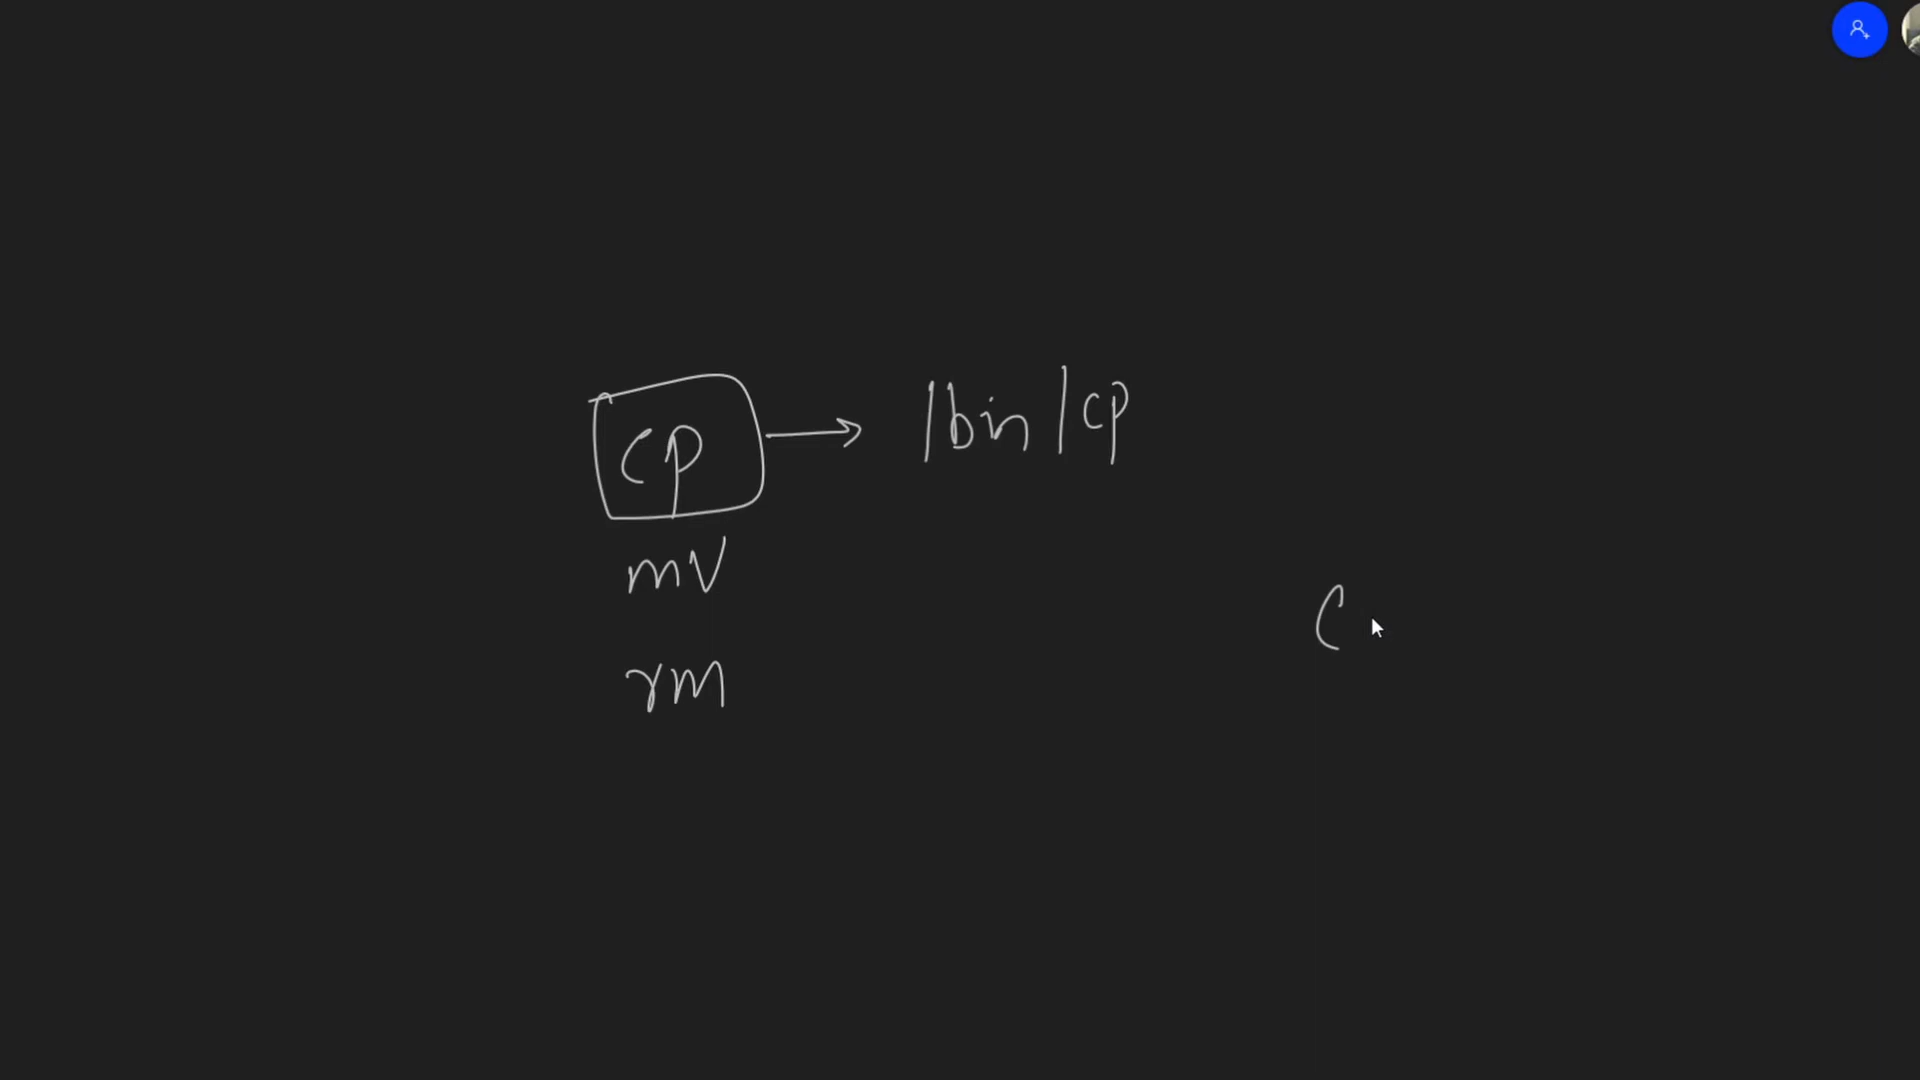 cp → /bin/cp
mv
rm
C